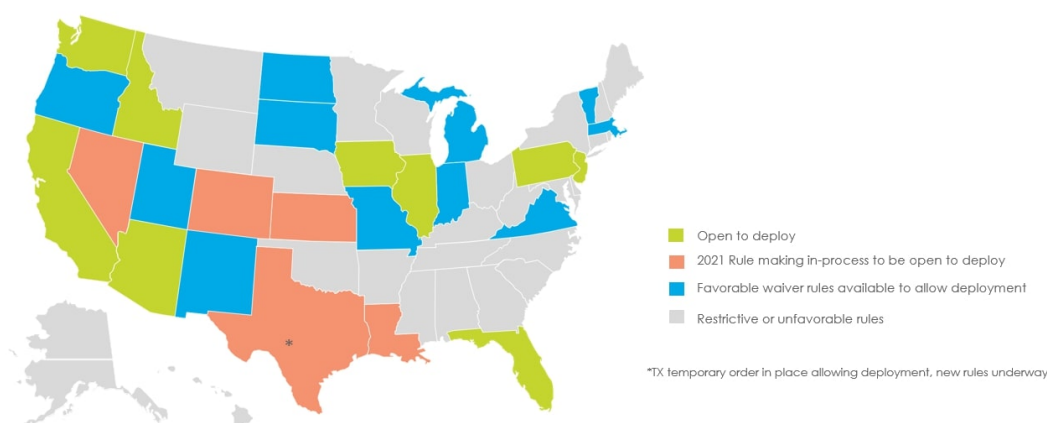 Open to deploy
2021 Rule making in-process to be open to deploy
Favorable waiver rules available to allow deployment
Restrictive or unfavorable rules
*
*TX temporary order in place allowing deployment, new rules underway